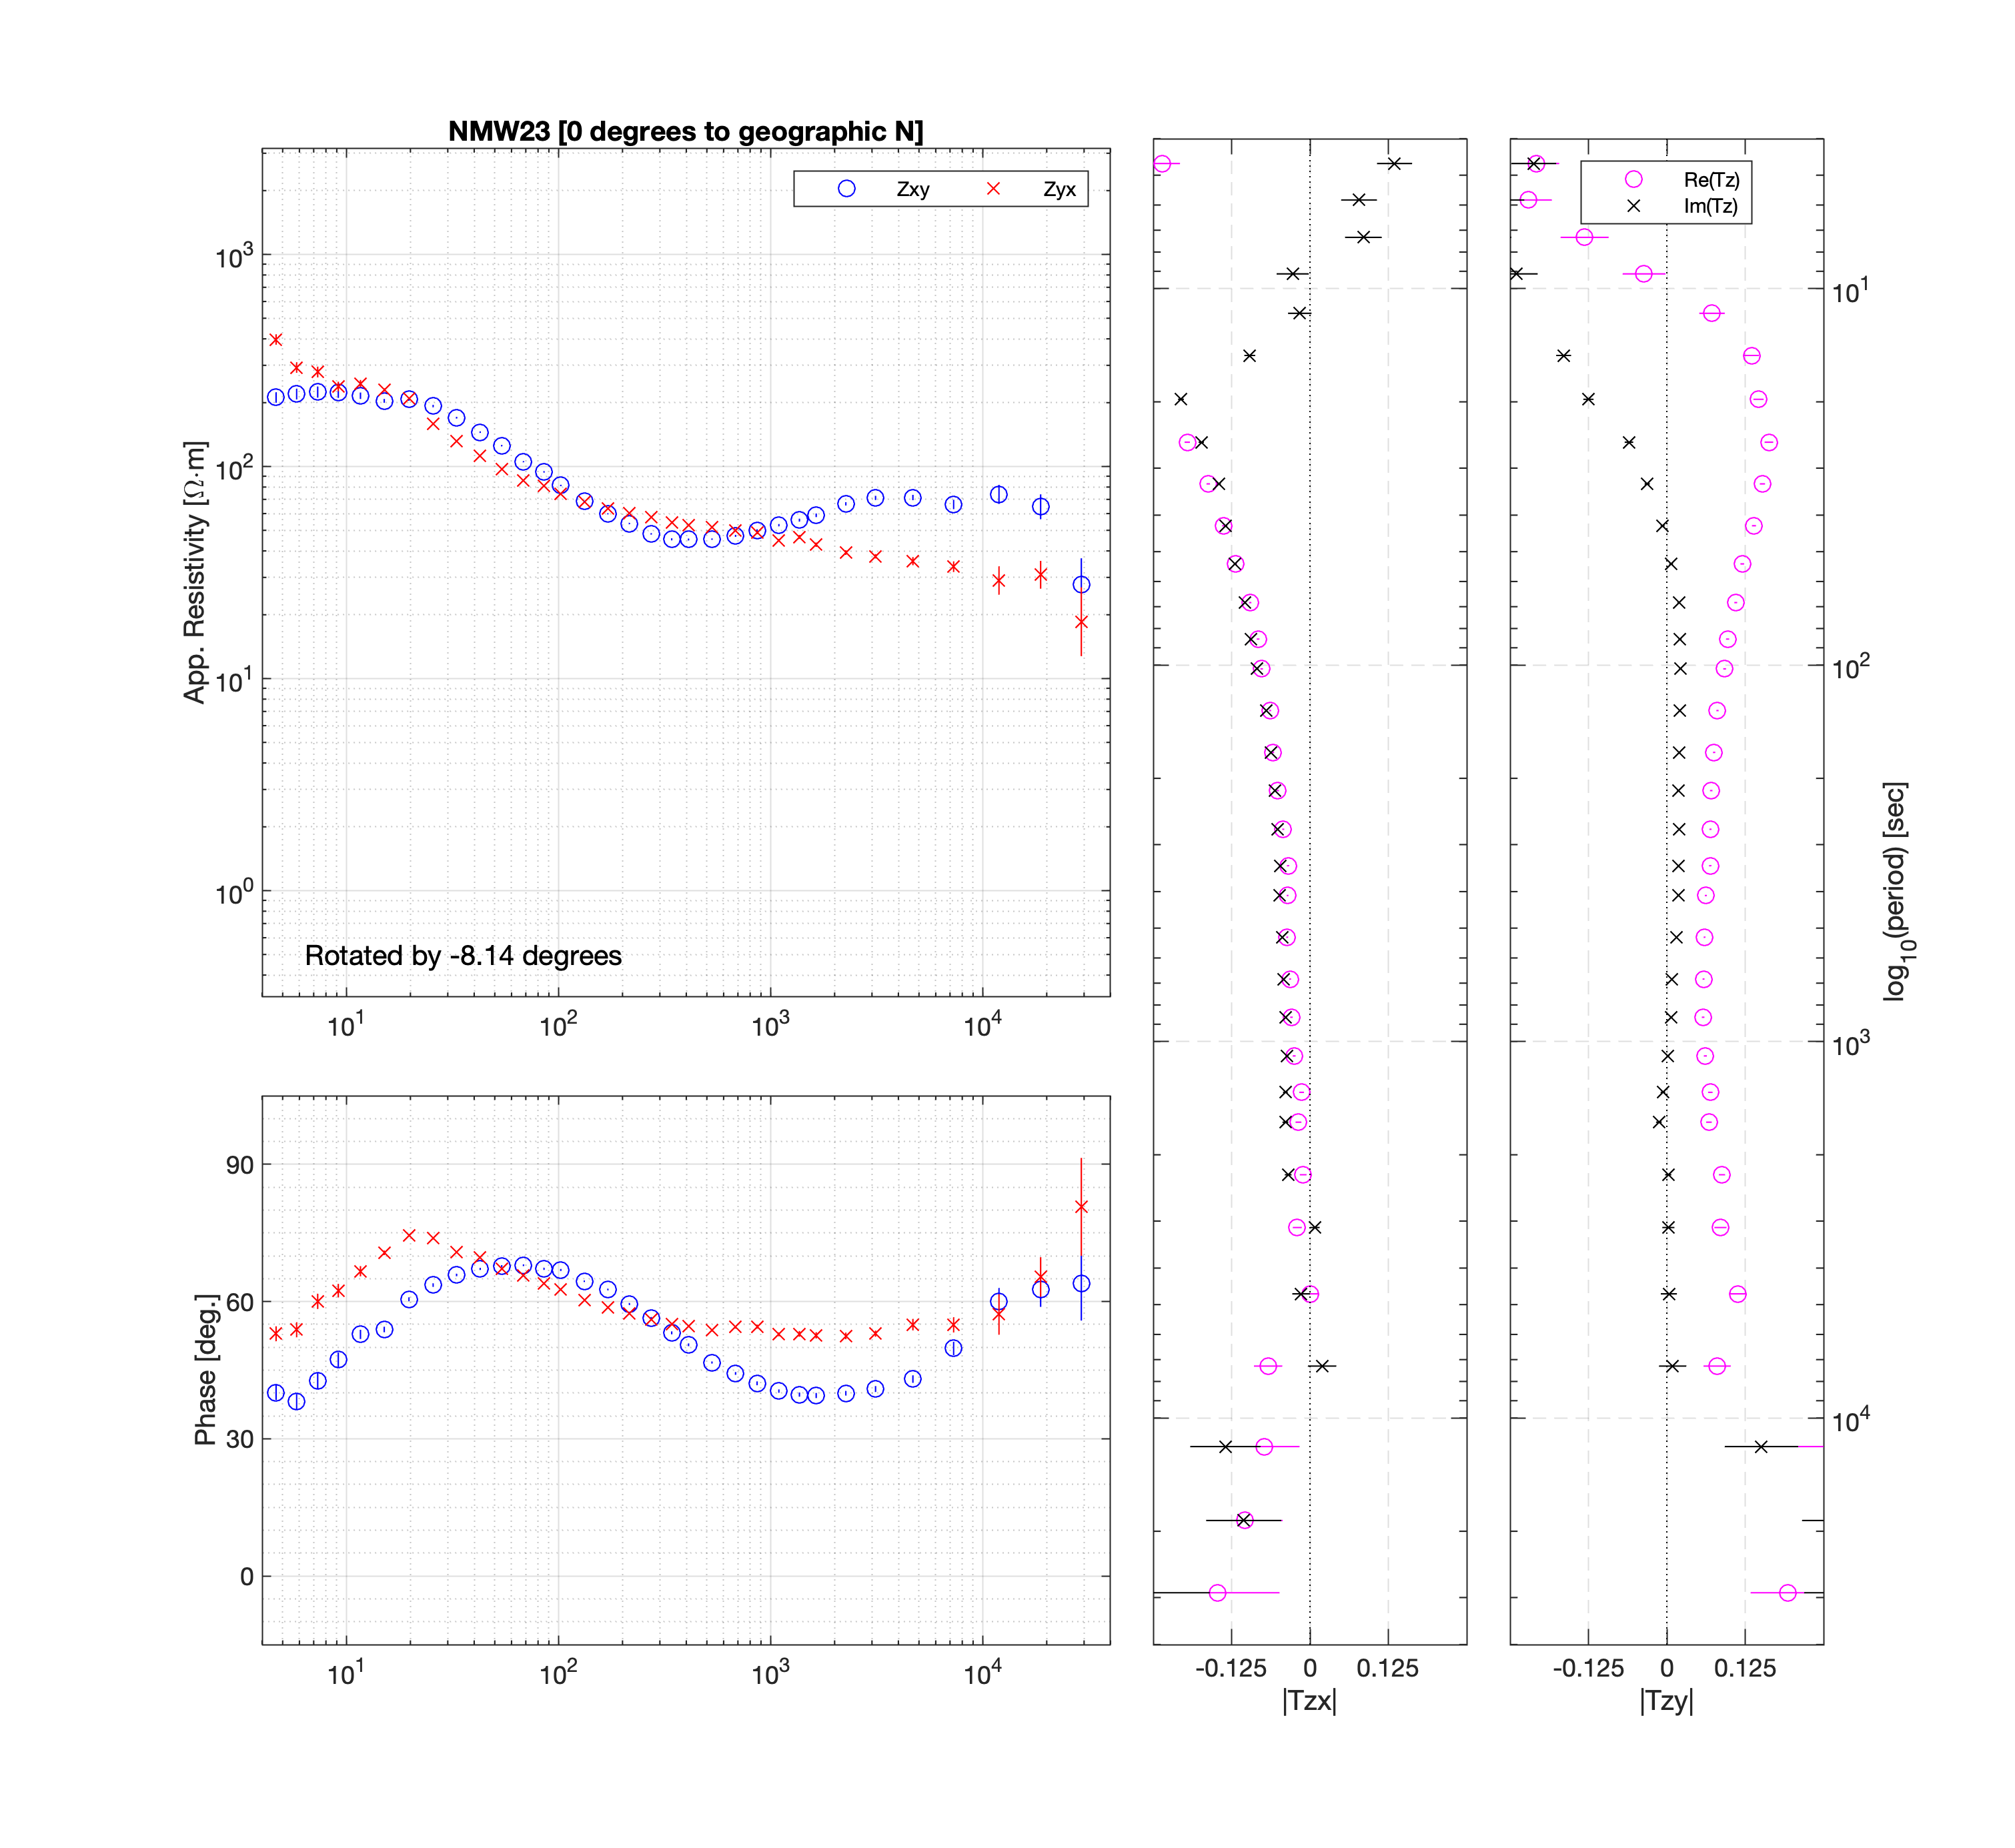 NMW23 [0 degrees to geographic N]
Zxy Zyx
App. Resistivity [Ω·m]
10³
10²
10¹
10⁰
Rotated by -8.14 degrees
10¹ 10² 10³ 10⁴
Phase [deg.]
90
60
30
0
10¹ 10² 10³ 10⁴
-0.125 0 0.125
|Tzx|
Re(Tz)
Im(Tz)
10¹
10²
10³
10⁴
log₁₀(period) [sec]
-0.125 0 0.125
|Tzy|